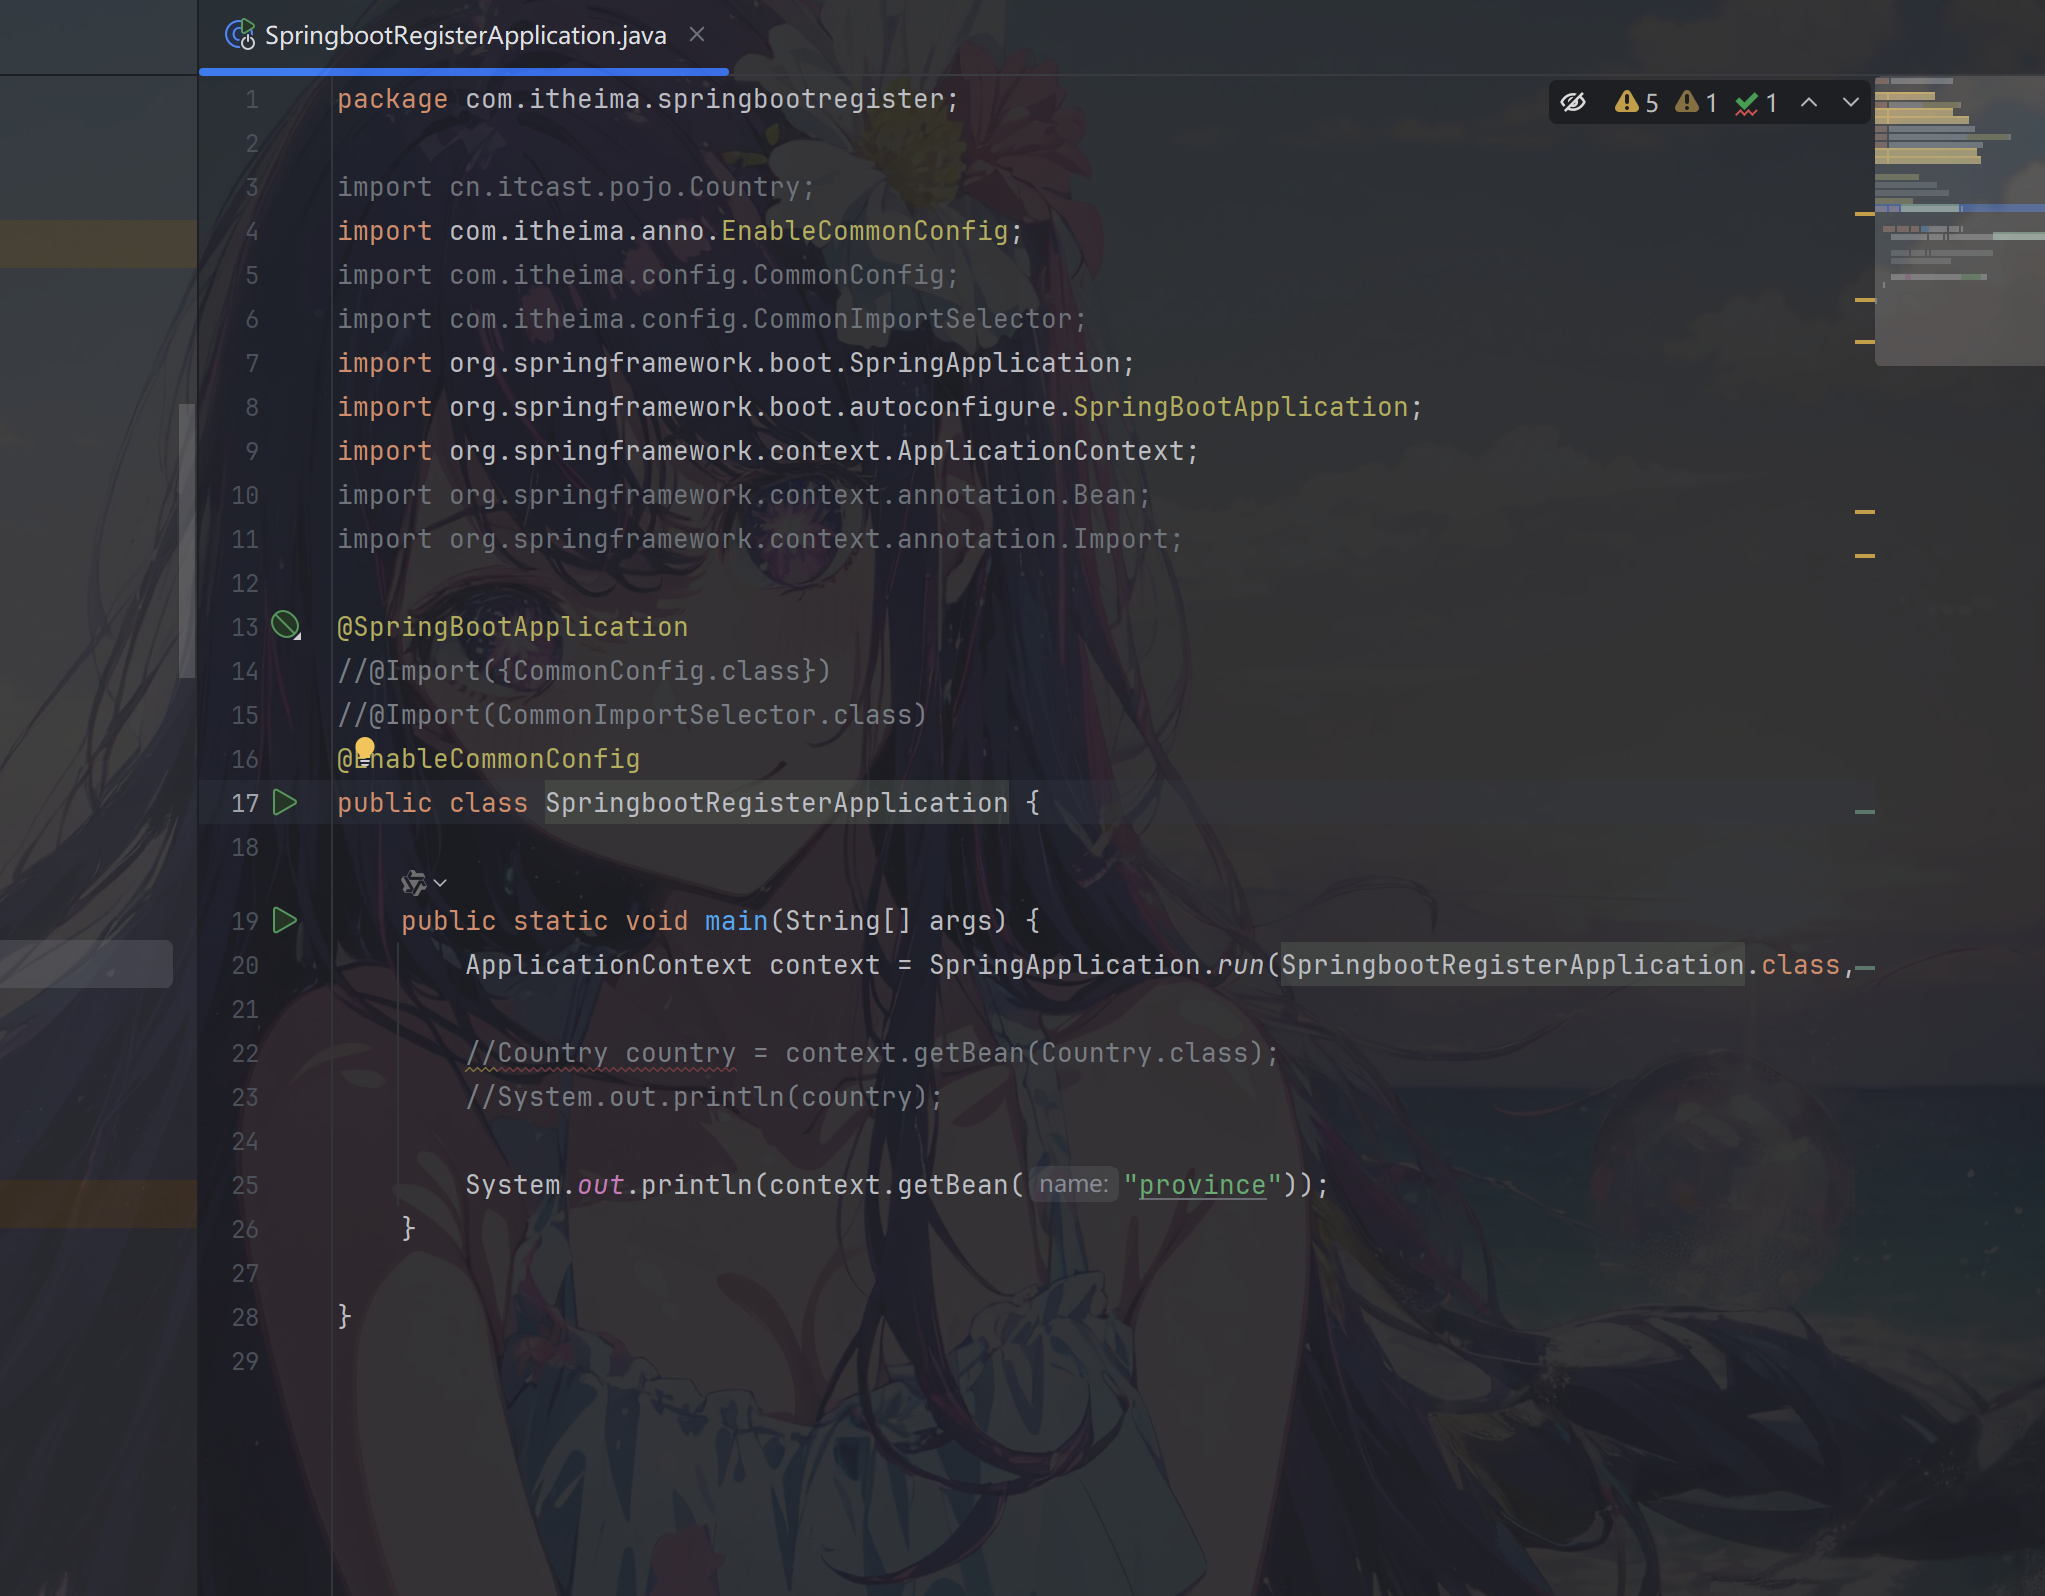 SpringbootRegisterApplication.java
5 1 1
1 package com.itheima.springbootregister;
2
3 import cn.itcast.pojo.Country;
4 import com.itheima.anno.EnableCommonConfig;
5 import com.itheima.config.CommonConfig;
6 import com.itheima.config.CommonImportSelector;
7 import org.springframework.boot.SpringApplication;
8 import org.springframework.boot.autoconfigure.SpringBootApplication;
9 import org.springframework.context.ApplicationContext;
10 import org.springframework.context.annotation.Bean;
11 import org.springframework.context.annotation.Import;
12
13 @SpringBootApplication
14 //@Import({CommonConfig.class})
15 //@Import(CommonImportSelector.class)
16 @EnableCommonConfig
17 public class SpringbootRegisterApplication {
18
19 public static void main(String[] args) {
20 ApplicationContext context = SpringApplication.run(SpringbootRegisterApplication.class,
21
22 //Country country = context.getBean(Country.class);
23 //System.out.println(country);
24
25 System.out.println(context.getBean( name: "province"));
26 }
27
28 }
29